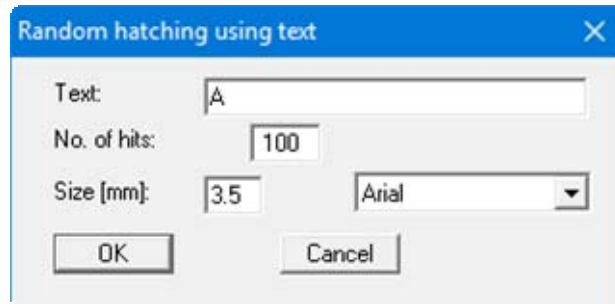 Random hatching using text
Text: A
No. of hits: 100
Size [mm]: 3.5 Arial
OK Cancel